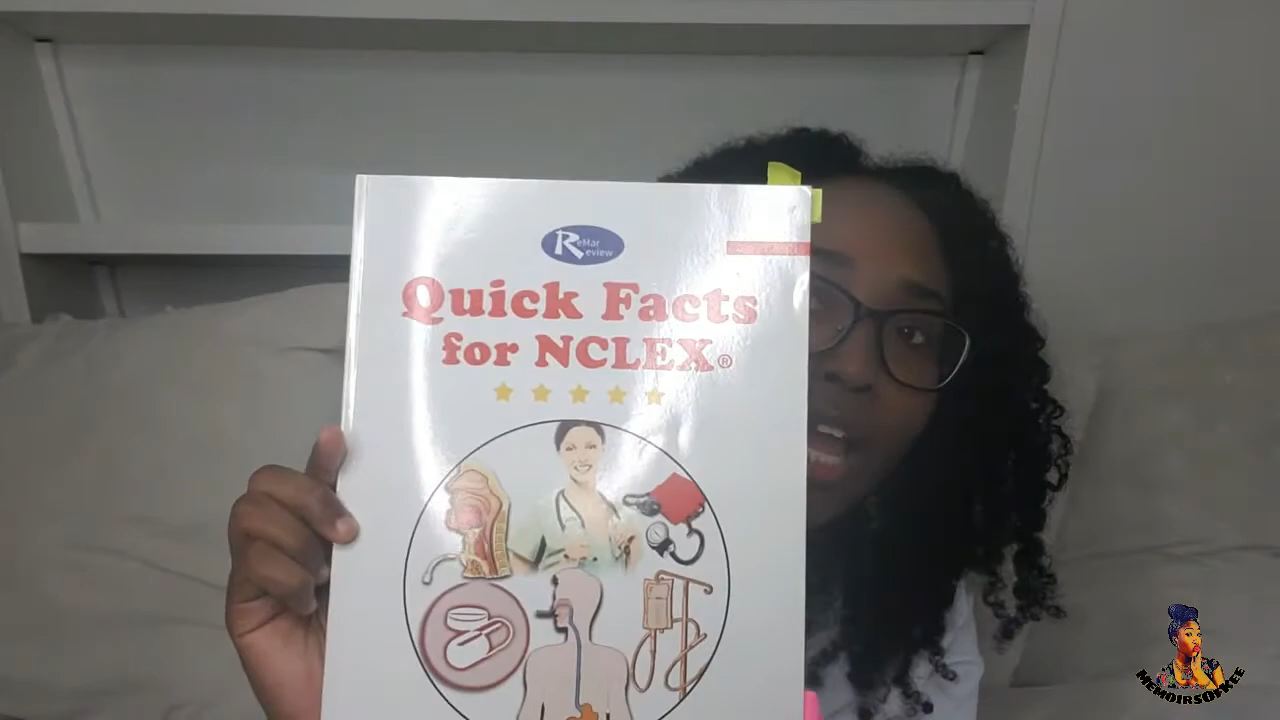 ReMar
Review
Quick Facts
for NCLEX®
MEMOIRSOFKEE